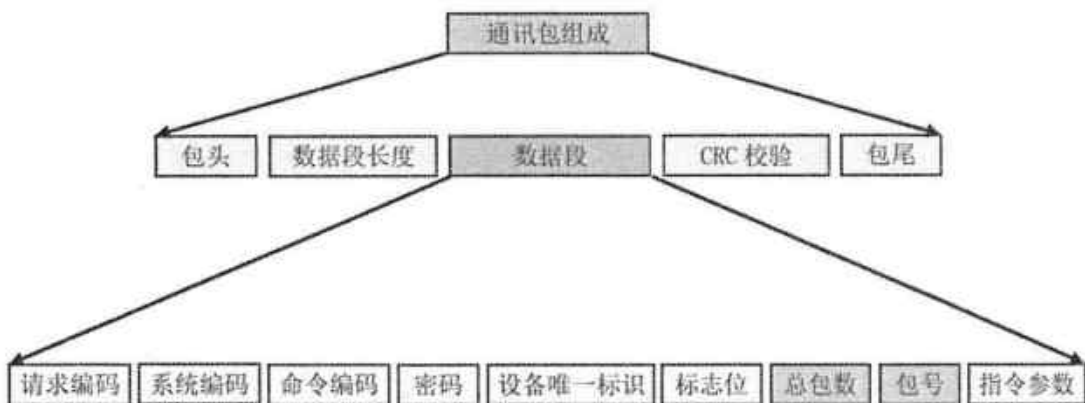 通讯包组成
包头 数据段长度 数据段 CRC 校验 包尾
请求编码 系统编码 命令编码 密码 设备唯一标识 标志位 总包数 包号 指令参数